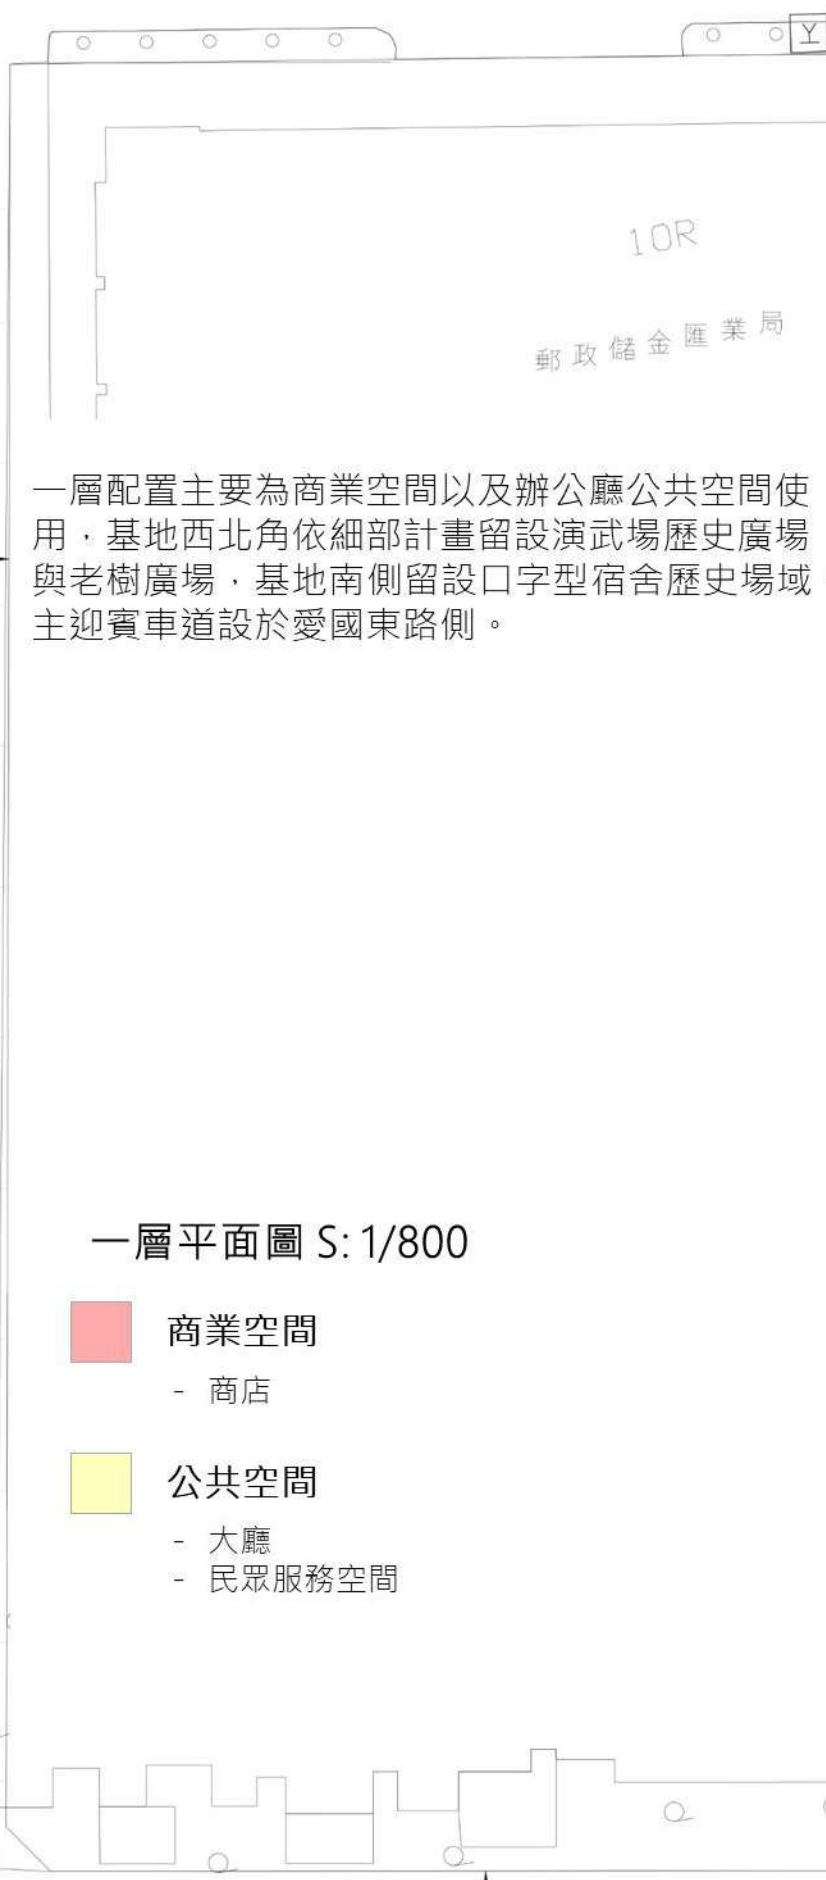 10R
郵政儲金匯業局
一層配置主要為商業空間以及辦公廳公共空間使
用，基地西北角依細部計畫留設演武場歷史廣場
與老樹廣場，基地南側留設口字型宿舍歷史場域
主迎賓車道設於愛國東路側。
一層平面圖 S: 1/800
商業空間
- 商店
公共空間
- 大廳
- 民眾服務空間